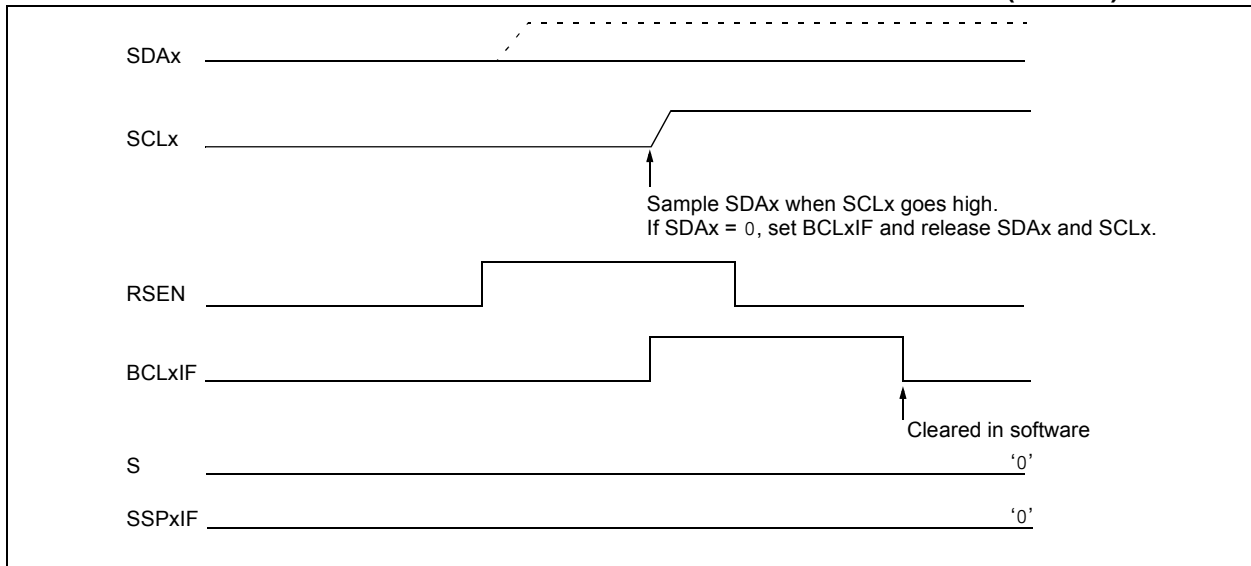 SDAx
SCLx
Sample SDAx when SCLx goes high.
If SDAx = 0, set BCLxIF and release SDAx and SCLx.
RSEN
BCLxIF
Cleared in software
S
‘0’
SSPxIF
‘0’